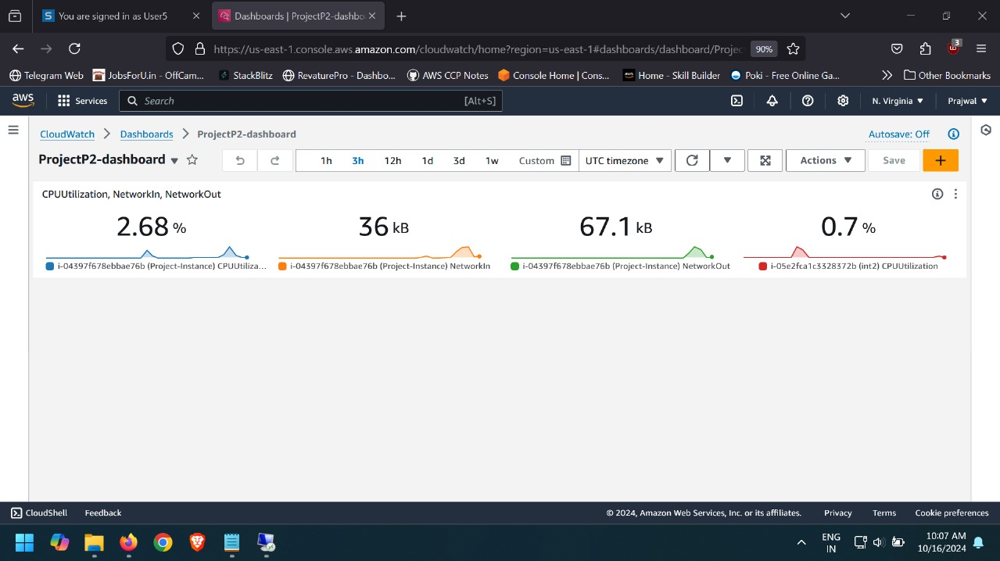 You are signed in as User5
Dashboards | ProjectP2-dashbo
https://us-east-1.console.aws.amazon.com/cloudwatch/home?region=us-east-1#dashboards/dashboard/Projec
90%
3
Telegram Web
JobsForU.in - OffCam...
StackBlitz
RevaturePro - Dashbo...
AWS CCP Notes
Console Home | Cons...
Home - Skill Builder
Poki - Free Online Ga...
Other Bookmarks
aws
Services
Search
[Alt+S]
N. Virginia
Prajwal
CloudWatch
Dashboards
ProjectP2-dashboard
Autosave: Off
ProjectP2-dashboard
1h
3h
12h
1d
3d
1w
Custom
UTC timezone
Actions
Save
CPUUtilization, NetworkIn, NetworkOut
2.68 %
36 kB
67.1 kB
0.7 %
i-04397f678ebbae76b (Project-Instance) CPUUtiliza...
i-04397f678ebbae76b (Project-Instance) NetworkIn
i-04397f678ebbae76b (Project-Instance) NetworkOut
i-05e2fca1c3328372b (int2) CPUUtilization
CloudShell
Feedback
© 2024, Amazon Web Services, Inc. or its affiliates.
Privacy
Terms
Cookie preferences
ENG
IN
10:07 AM
10/16/2024